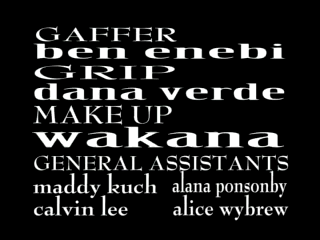 GAFFER
ben enebi
GRIP
dana verde
MAKE UP
wakana
GENERAL ASSISTANTS
maddy kuch alana ponsonby
calvin lee alice wybrew